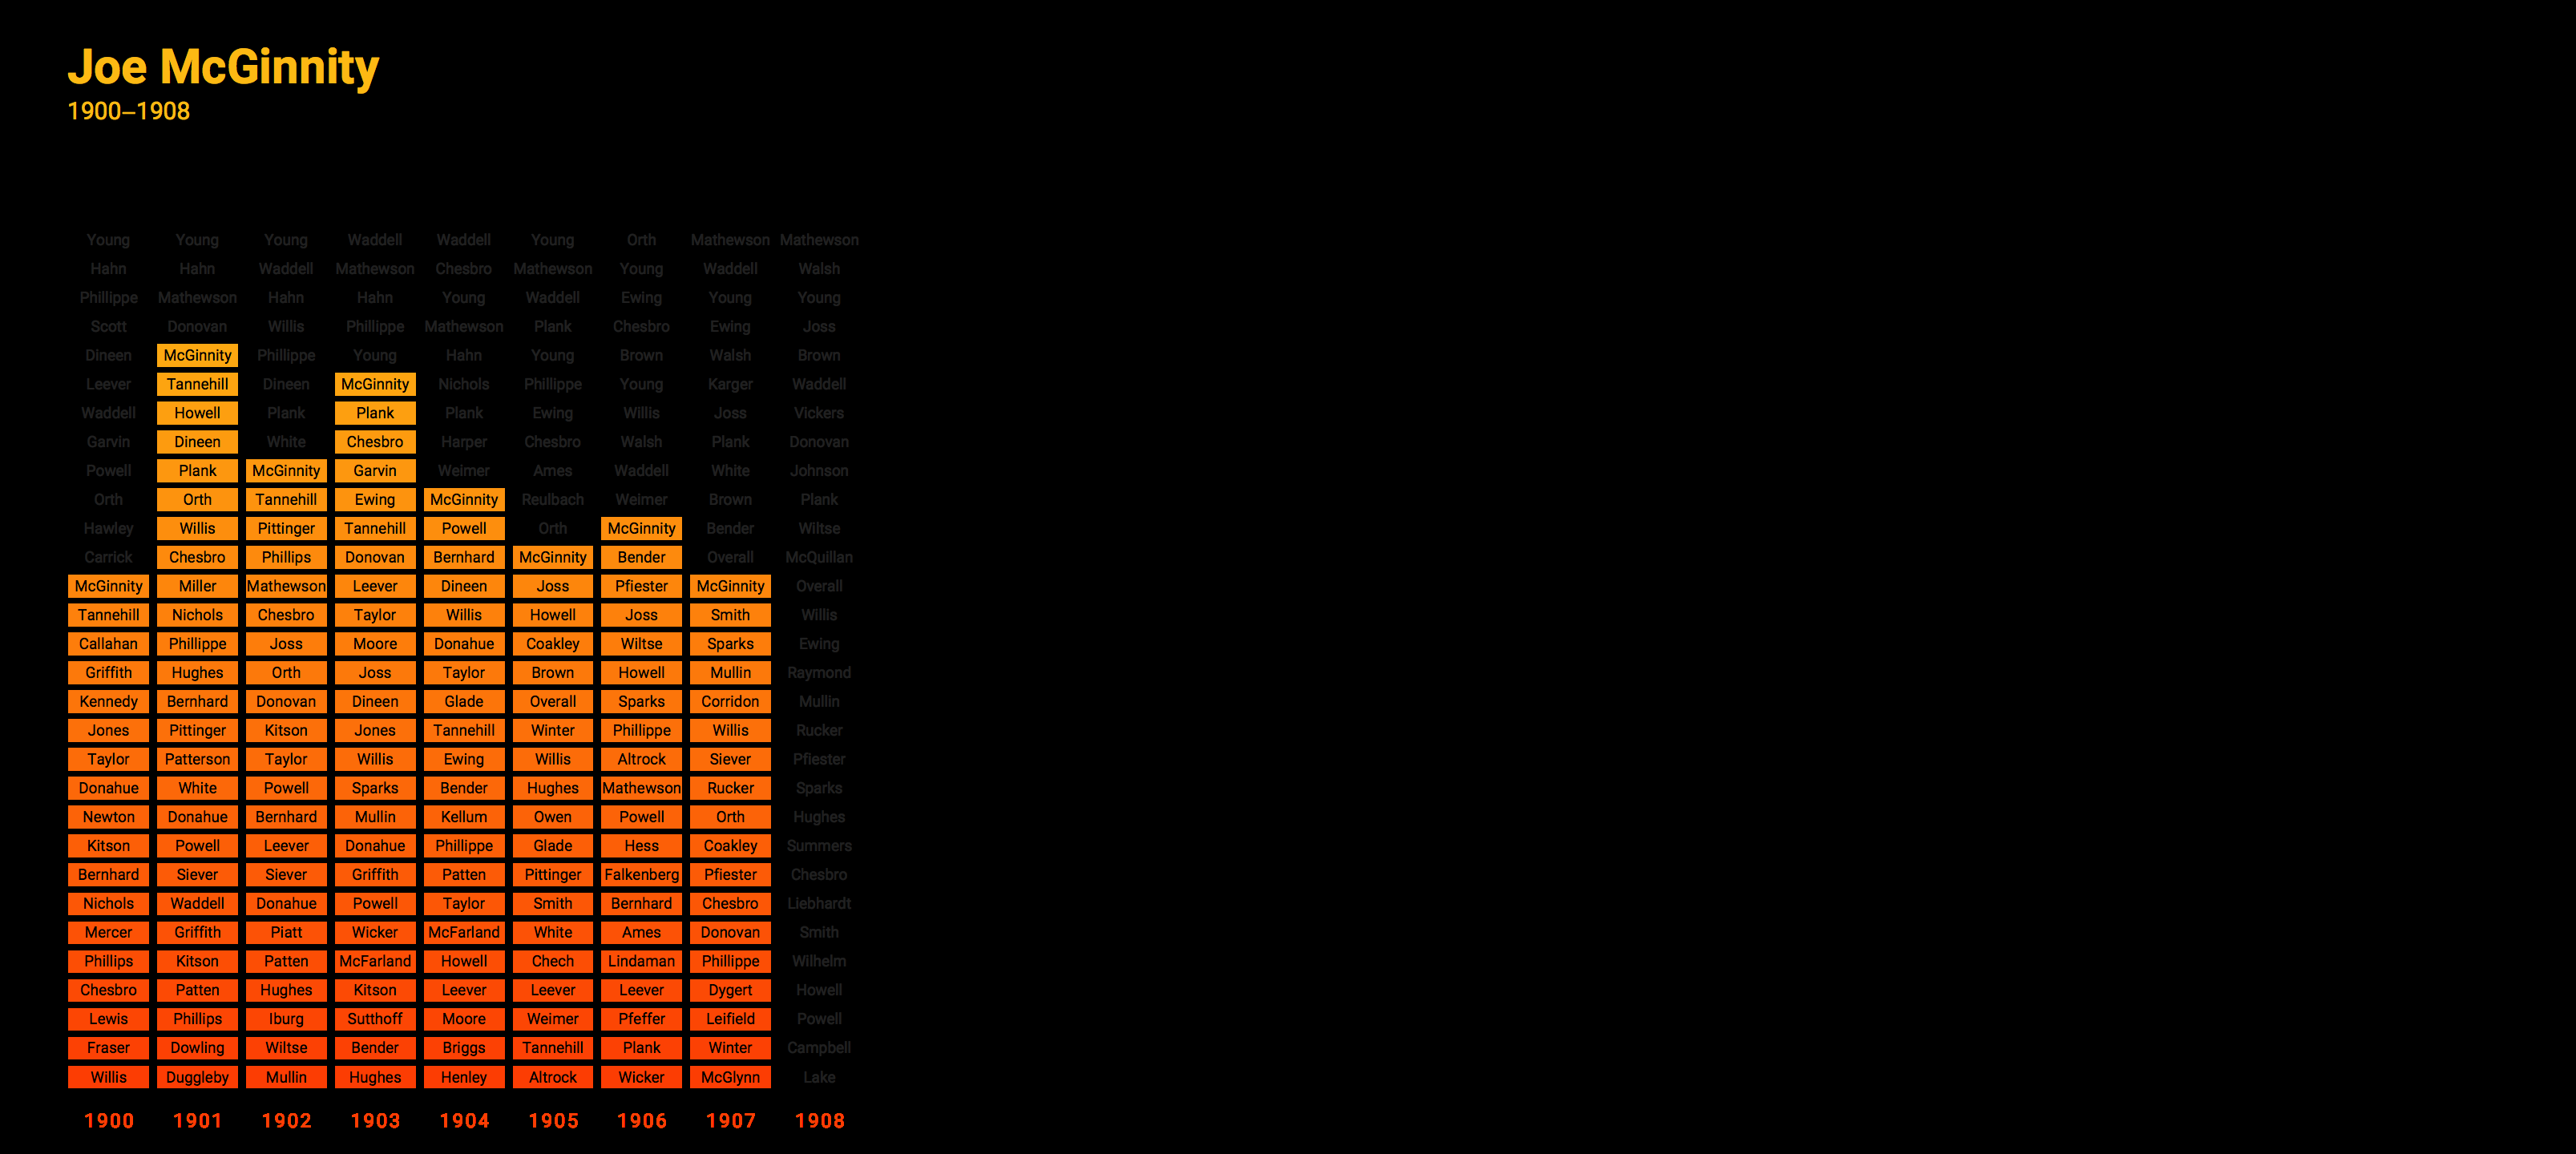 Joe McGinnity
1900–1908
Young Young Young Waddell Waddell Young Orth Mathewson Mathewson
Hahn Hahn Waddell Mathewson Chesbro Mathewson Young Waddell Walsh
Phillippe Mathewson Hahn Hahn Young Waddell Ewing Young Young
Scott Donovan Willis Phillippe Mathewson Plank Chesbro Ewing Joss
Dineen McGinnity Phillippe Young Hahn Young Brown Walsh Brown
Leever Tannehill Dineen McGinnity Nichols Phillippe Young Karger Waddell
Waddell Howell Plank Plank Plank Ewing Willis Joss Vickers
Garvin Dineen White Chesbro Harper Chesbro Walsh Plank Donovan
Powell Plank McGinnity Garvin Weimer Ames Waddell White Johnson
Orth Orth Tannehill Ewing McGinnity Reulbach Weimer Brown Plank
Hawley Willis Pittinger Tannehill Powell Orth McGinnity Bender Wiltse
Carrick Chesbro Phillips Donovan Bernhard McGinnity Bender Overall McQuillan
McGinnity Miller Mathewson Leever Dineen Joss Pfiester McGinnity Overall
Tannehill Nichols Chesbro Taylor Willis Howell Joss Smith Willis
Callahan Phillippe Joss Moore Donahue Coakley Wiltse Sparks Ewing
Griffith Hughes Orth Joss Taylor Brown Howell Mullin Raymond
Kennedy Bernhard Donovan Dineen Glade Overall Sparks Corridon Mullin
Jones Pittinger Kitson Jones Tannehill Winter Phillippe Willis Rucker
Taylor Patterson Taylor Willis Ewing Willis Altrock Siever Pfiester
Donahue White Powell Sparks Bender Hughes Mathewson Rucker Sparks
Newton Donahue Bernhard Mullin Kellum Owen Powell Orth Hughes
Kitson Powell Leever Donahue Phillippe Glade Hess Coakley Summers
Bernhard Siever Siever Griffith Patten Pittinger Falkenberg Pfiester Chesbro
Nichols Waddell Donahue Powell Taylor Smith Bernhard Chesbro Liebhardt
Mercer Griffith Piatt Wicker McFarland White Ames Donovan Smith
Phillips Kitson Patten McFarland Howell Chech Lindaman Phillippe Wilhelm
Chesbro Patten Hughes Kitson Leever Leever Leever Dygert Howell
Lewis Phillips Iburg Sutthoff Moore Weimer Pfeffer Leifield Powell
Fraser Dowling Wiltse Bender Briggs Tannehill Plank Winter Campbell
Willis Duggleby Mullin Hughes Henley Altrock Wicker McGlynn Lake
1900 1901 1902 1903 1904 1905 1906 1907 1908